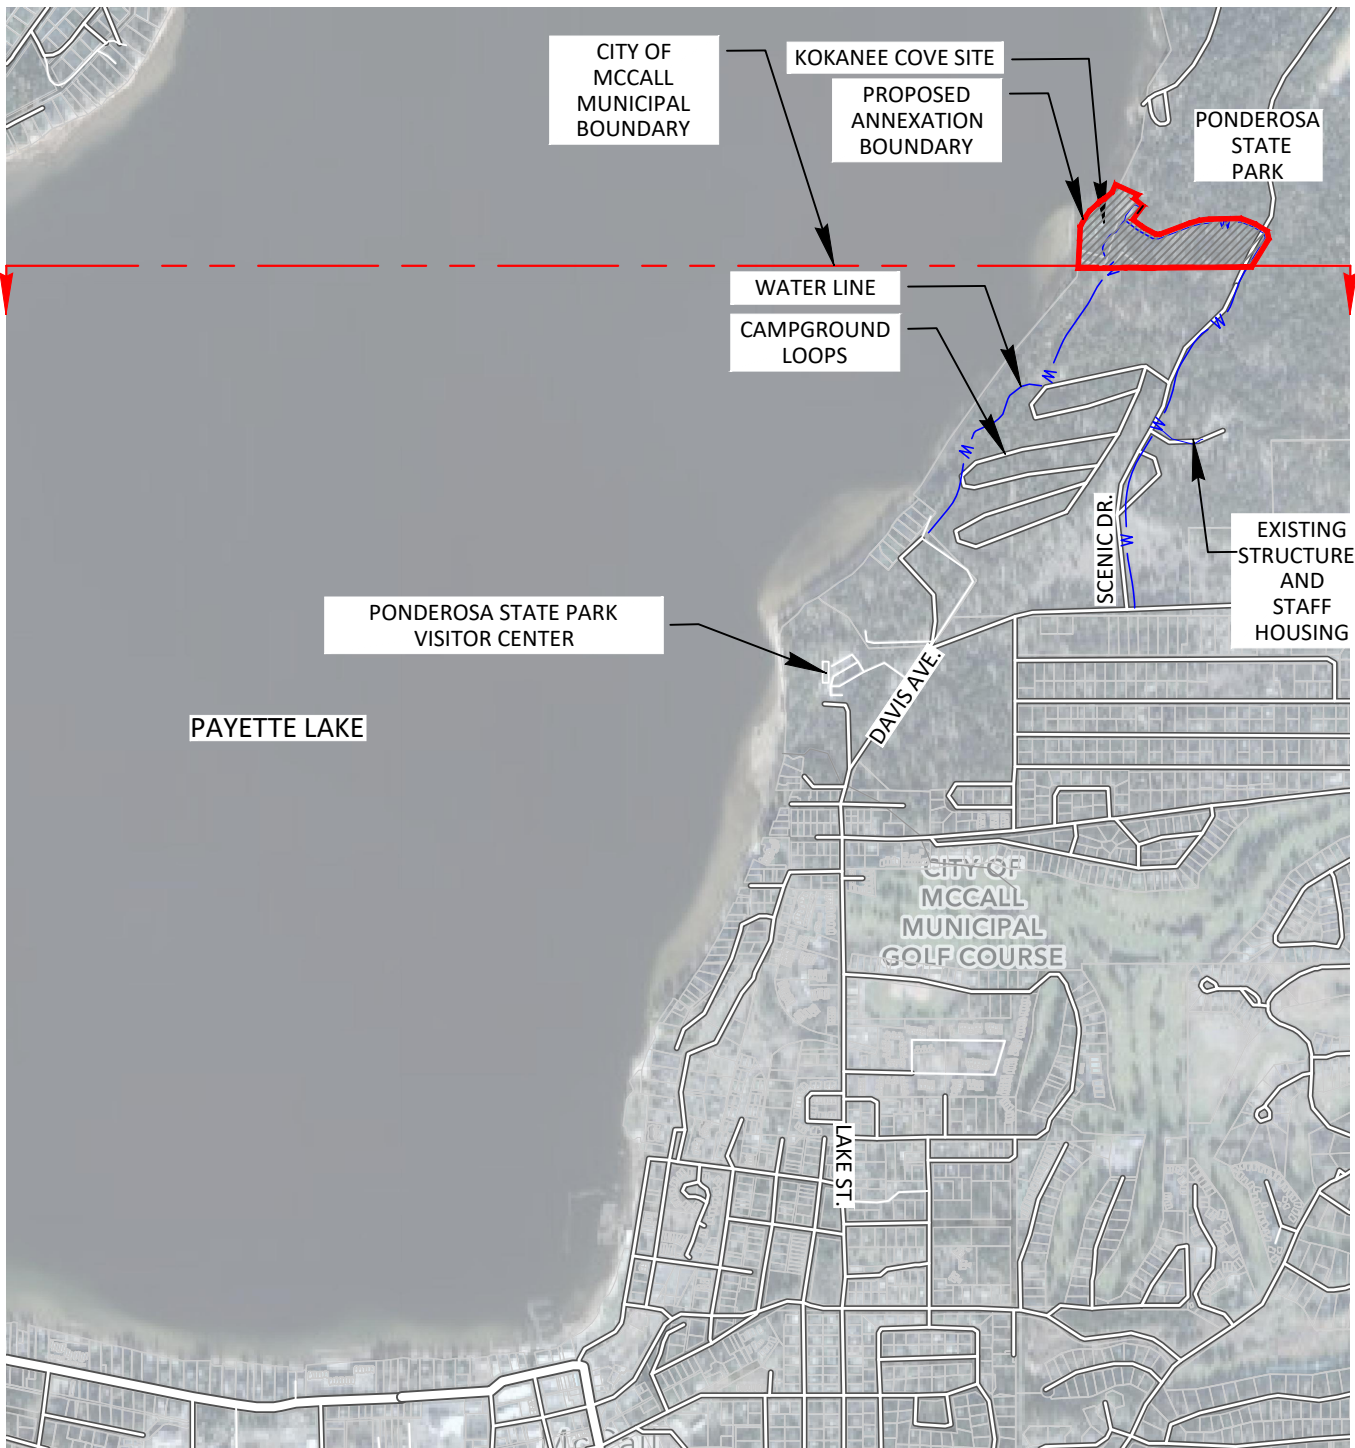 CITY OF
MCCALL
MUNICIPAL
BOUNDARY
KOKANEE COVE SITE
PROPOSED
ANNEXATION
BOUNDARY
PONDEROSA
STATE
PARK
WATER LINE
CAMPGROUND
LOOPS
W
W
W
W
W
W
W
SCENIC DR.
EXISTING
STRUCTURE
AND
STAFF
HOUSING
PONDEROSA STATE PARK
VISITOR CENTER
DAVIS AVE.
PAYETTE LAKE
CITY OF
MCCALL
MUNICIPAL
GOLF COURSE
LAKE ST.
McCall